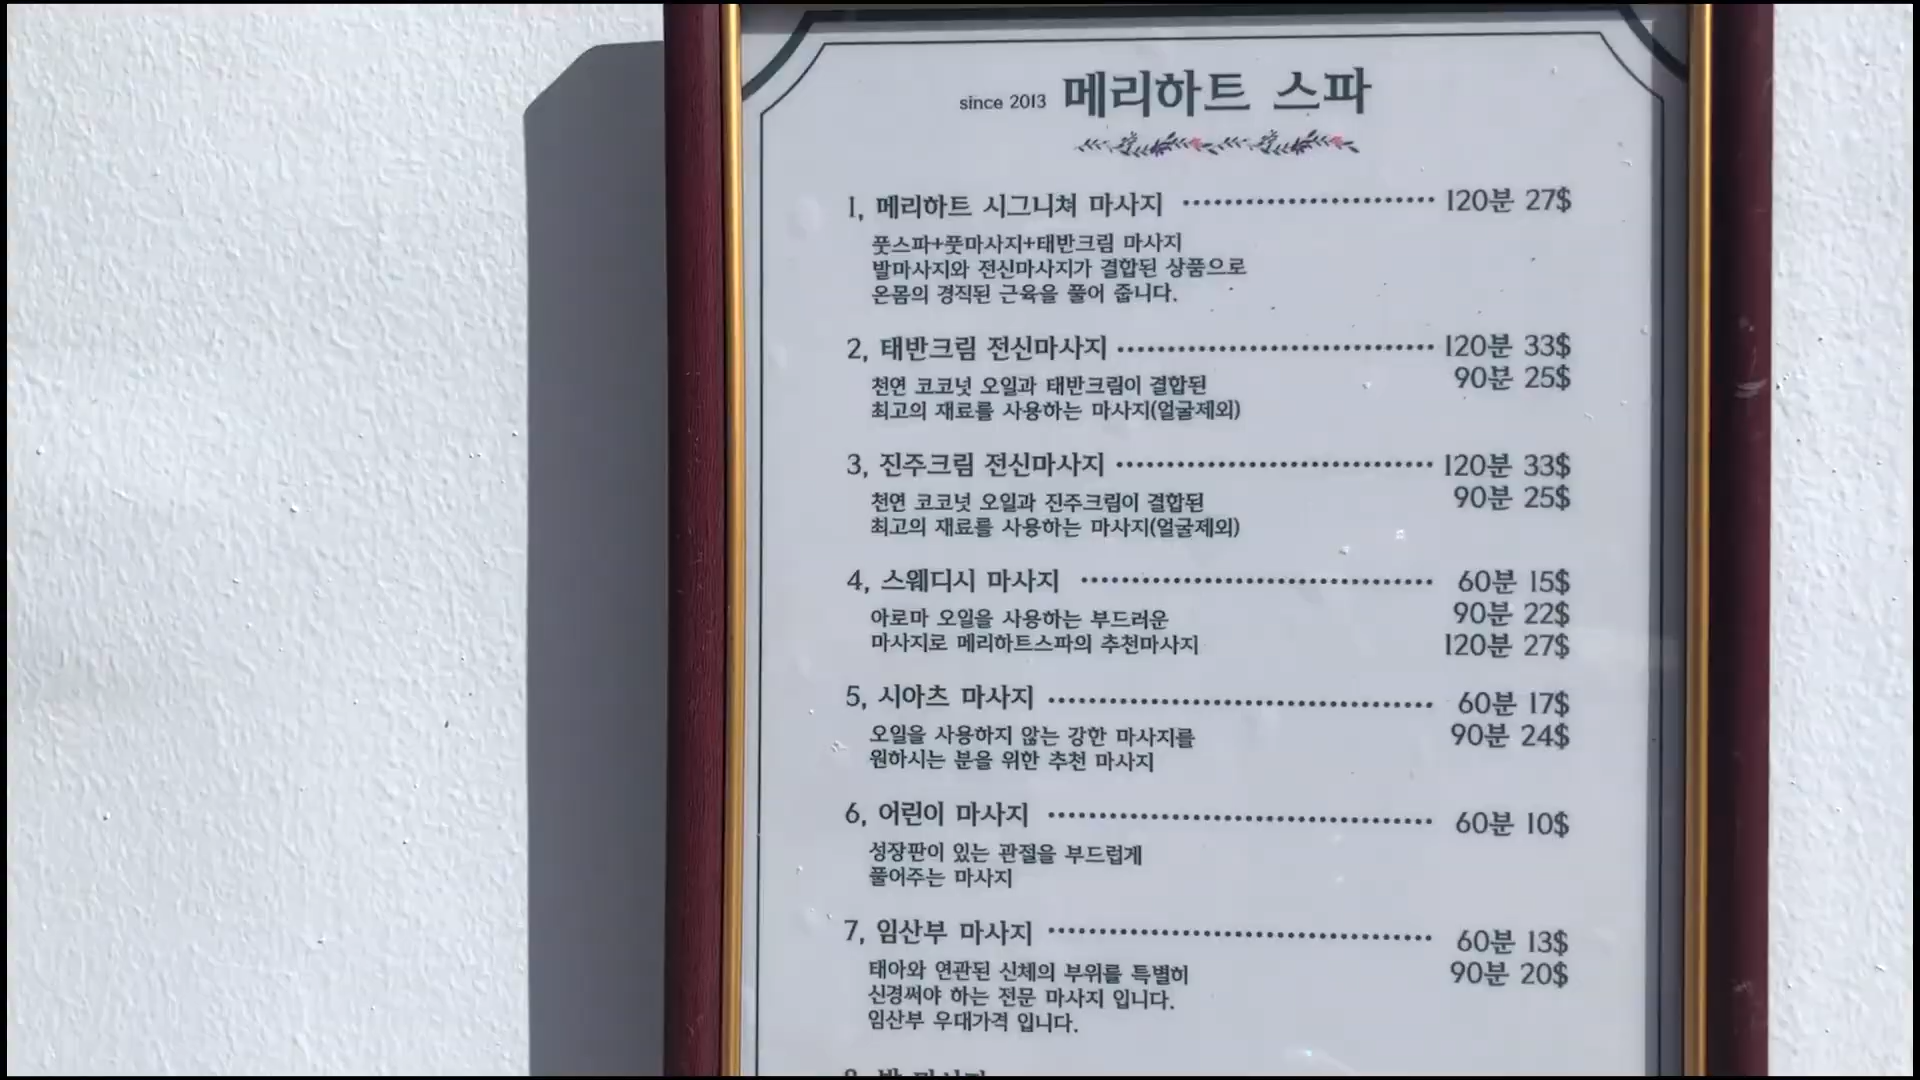 since 2013 메리하트 스파
1, 메리하트 시그니쳐 마사지 120분 27$
풋스파+풋마사지+태반크림 마사지
발마사지와 전신마사지가 결합된 상품으로
온몸의 경직된 근육을 풀어 줍니다.
2, 태반크림 전신마사지 120분 33$
90분 25$
천연 코코넛 오일과 태반크림이 결합된
최고의 재료를 사용하는 마사지(얼굴제외)
3, 진주크림 전신마사지 120분 33$
90분 25$
천연 코코넛 오일과 진주크림이 결합된
최고의 재료를 사용하는 마사지(얼굴제외)
4, 스웨디시 마사지 60분 15$
90분 22$
120분 27$
아로마 오일을 사용하는 부드러운
마사지로 메리하트스파의 추천마사지
5, 시아츠 마사지 60분 17$
90분 24$
오일을 사용하지 않는 강한 마사지를
원하시는 분을 위한 추천 마사지
6, 어린이 마사지 60분 10$
성장판이 있는 관절을 부드럽게
풀어주는 마사지
7, 임산부 마사지 60분 13$
90분 20$
태아와 연관된 신체의 부위를 특별히
신경써야 하는 전문 마사지 입니다.
임산부 우대가격 입니다.